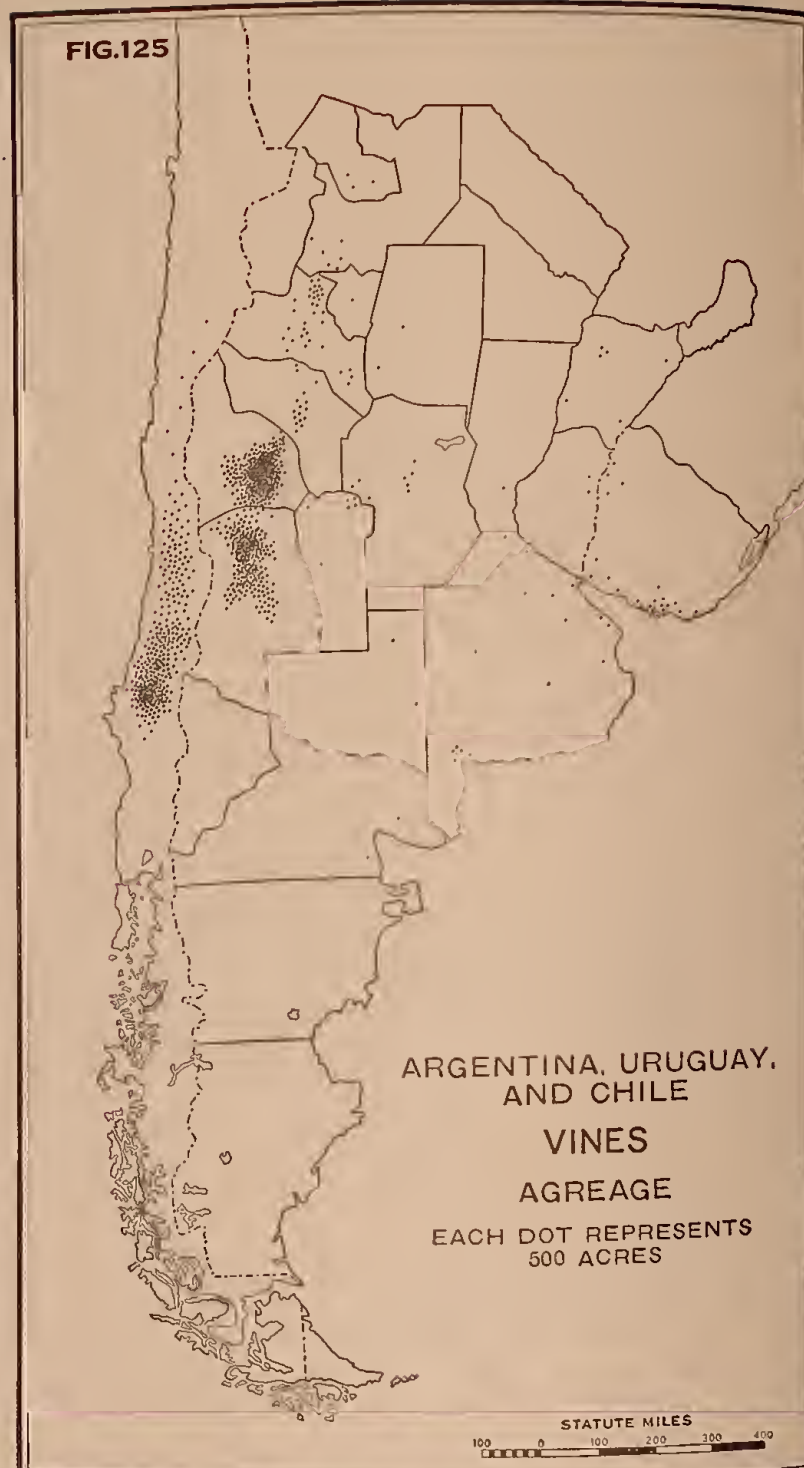 FIG.125
ARGENTINA, URUGUAY,
AND CHILE
VINES
AGREAGE
EACH DOT REPRESENTS
500 ACRES
STATUTE MILES
100 0 100 200 300 400